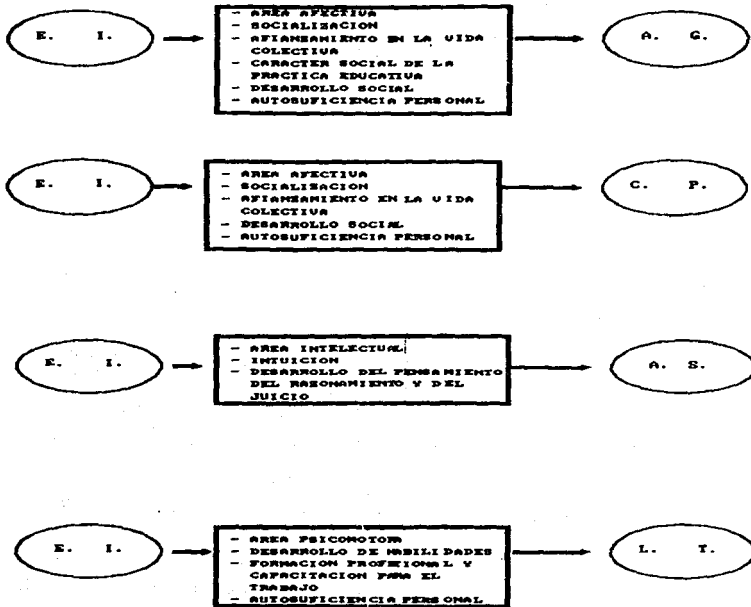 E. I.
- AREA AFECTIVA
- SOCIALIZACION
- AFIANZAMIENTO EN LA VIDA
COLECTIVA
- CARACTER SOCIAL DE LA
PRACTICA EDUCATIVA
- DESARROLLO SOCIAL
- AUTOSUFICIENCIA PERSONAL
A. G.
E. I.
- AREA AFECTIVA
- SOCIALIZACION
- AFIANZAMIENTO EN LA VIDA
COLECTIVA
- DESARROLLO SOCIAL
- AUTOSUFICIENCIA PERSONAL
C. P.
E. I.
- AREA INTELECTUAL
- INTUICION
- DESARROLLO DEL PENSAMIENTO
DEL RAZONAMIENTO Y DEL
JUICIO
A. S.
E. I.
- AREA PSICOMOTORA
- DESARROLLO DE HABILIDADES
- FORMACION PROFESIONAL Y
CAPACITACION PARA EL
TRABAJO
- AUTOSUFICIENCIA PERSONAL
L. T.